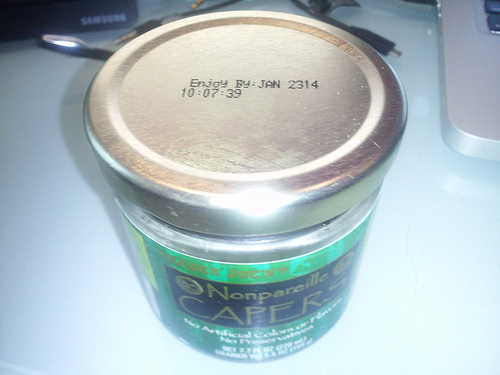 SAMSUNG
Enjoy By: JAN 2314
10:07:39
Nonpareille
CAPERS
No Artificial Colors or Flavors
No Preservatives